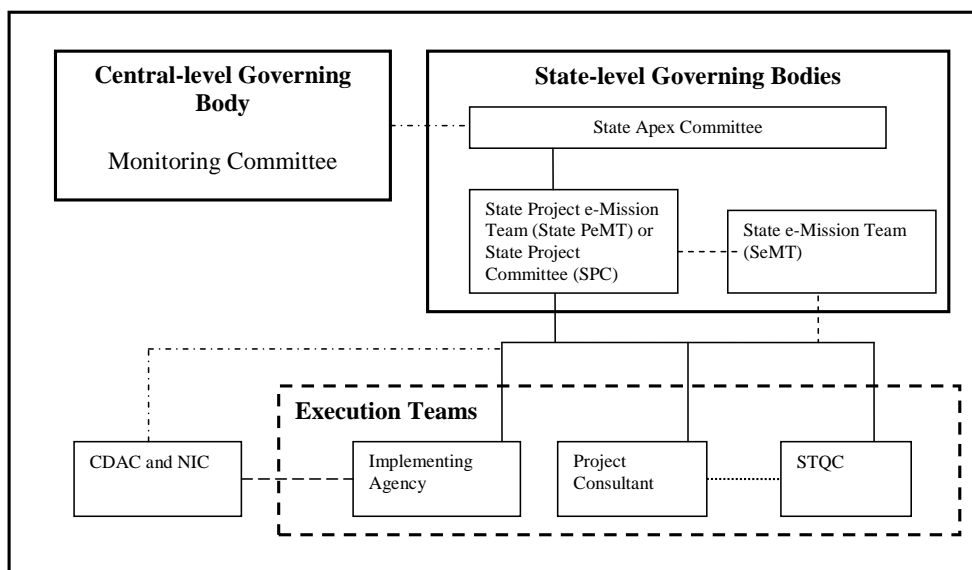 Central-level Governing
Body
Monitoring Committee
State-level Governing Bodies
State Apex Committee
State Project e-Mission
Team (State PeMT) or
State Project
Committee (SPC)
State e-Mission Team
(SeMT)
Execution Teams
CDAC and NIC
Implementing
Agency
Project
Consultant
STQC